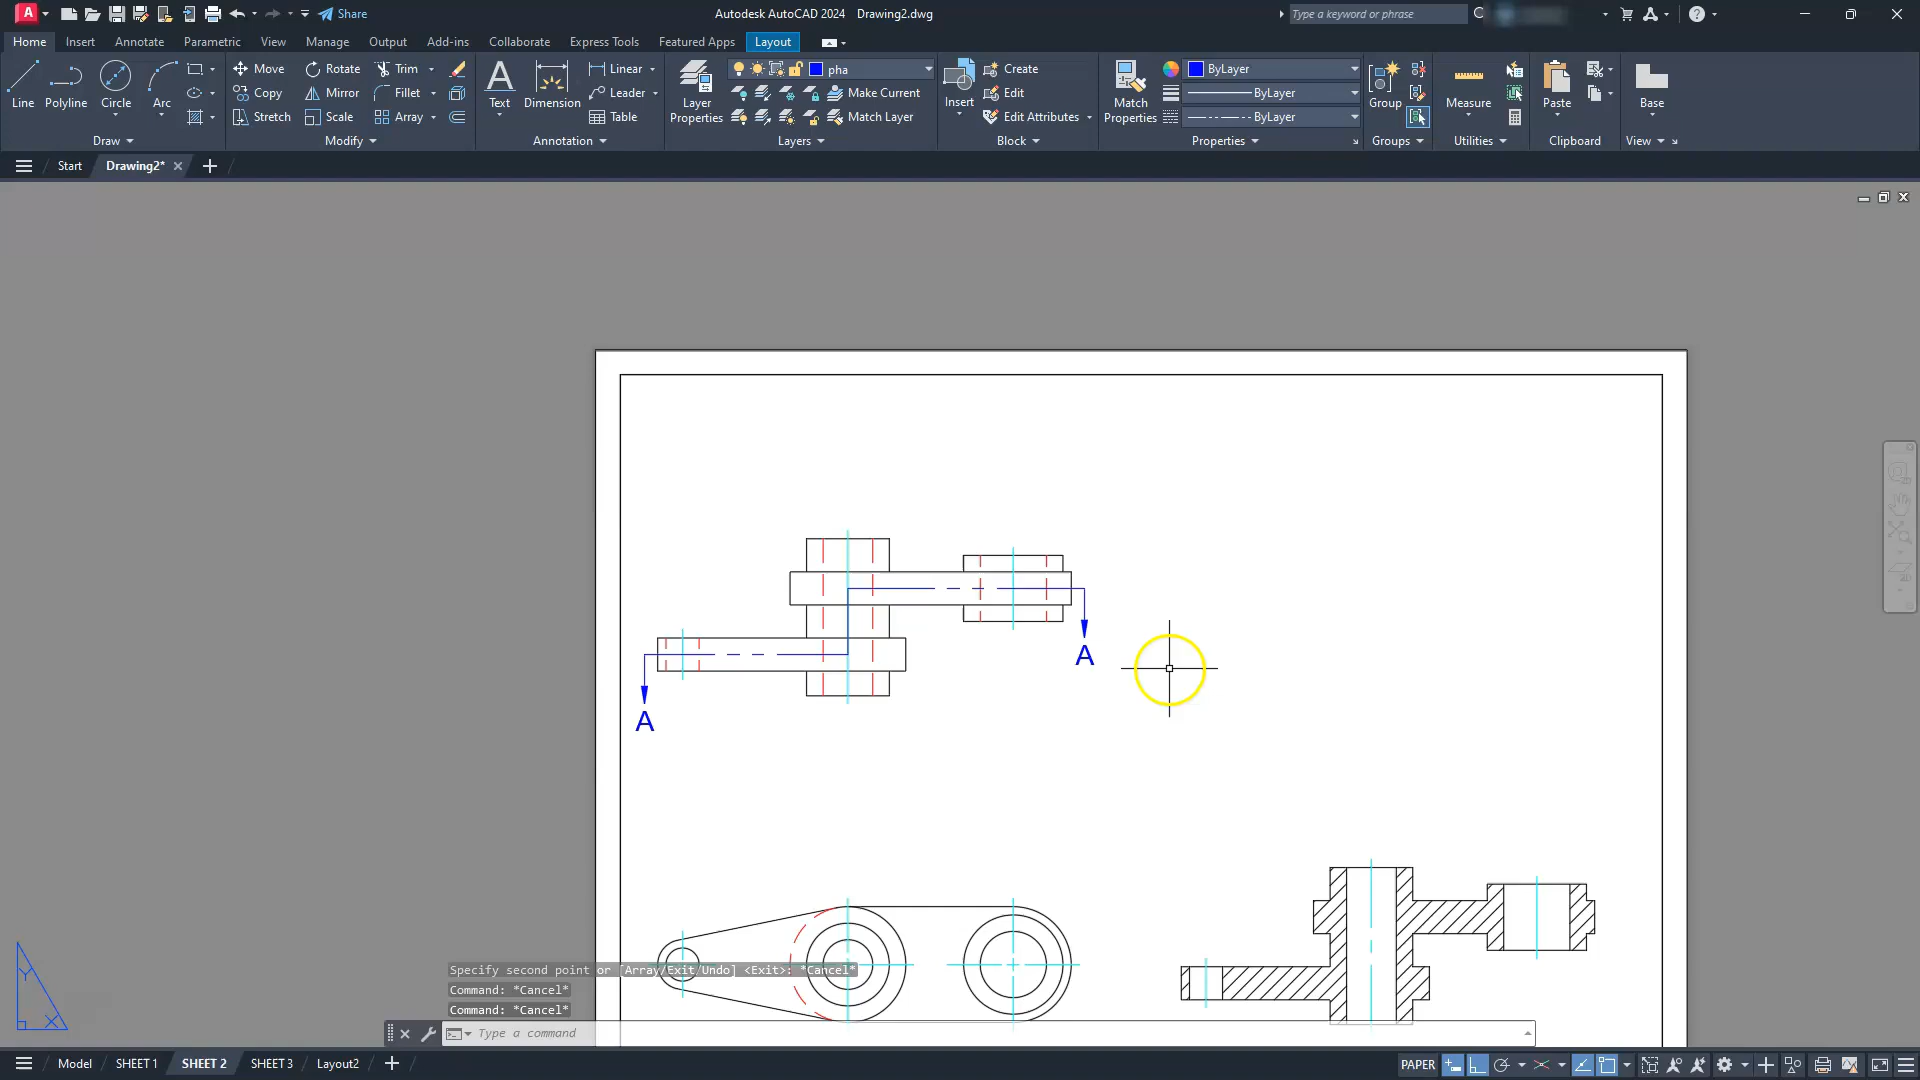 A Share Autodesk AutoCAD 2024 Drawing2.dwg Type a keyword or phrase
Home Insert Annotate Parametric View Manage Output Add-ins Collaborate Express Tools Featured Apps Layout
Move Rotate Trim Linear pha Create ByLayer
Line Polyline Circle Arc Copy Mirror Fillet Text Dimension Leader Layer Properties Make Current Insert Edit Match Properties ByLayer Group Measure Paste Base
Stretch Scale Array Table Match Layer Edit Attributes ByLayer
Draw Modify Annotation Layers Block Properties Groups Utilities Clipboard View
Start Drawing2*
A
A
Specify second point or [Array/Exit/Undo] <Exit>: *Cancel*
Command: *Cancel*
Command: *Cancel*
Y
X
Type a command
Model SHEET 1 SHEET 2 SHEET 3 Layout2 PAPER